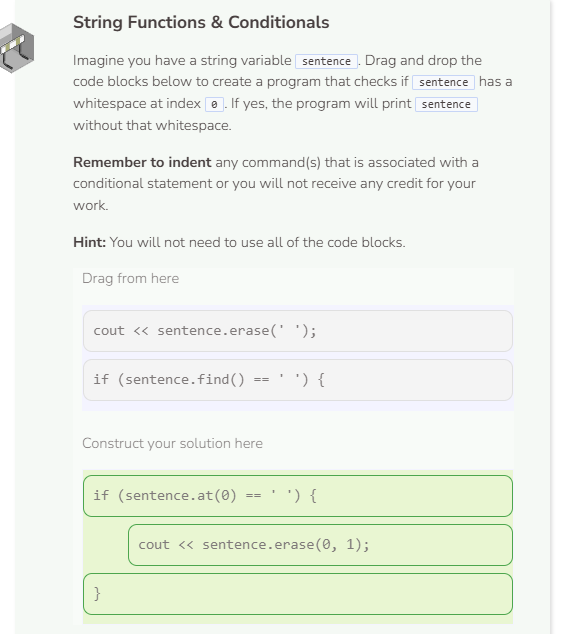 String Functions & Conditionals
Imagine you have a string variable sentence . Drag and drop the
code blocks below to create a program that checks if sentence has a
whitespace at index 0 . If yes, the program will print sentence
without that whitespace.
Remember to indent any command(s) that is associated with a
conditional statement or you will not receive any credit for your
work.
Hint: You will not need to use all of the code blocks.
Drag from here
cout << sentence.erase(' ');
if (sentence.find() == ' ') {
Construct your solution here
if (sentence.at(0) == ' ') {
cout << sentence.erase(0, 1);
}